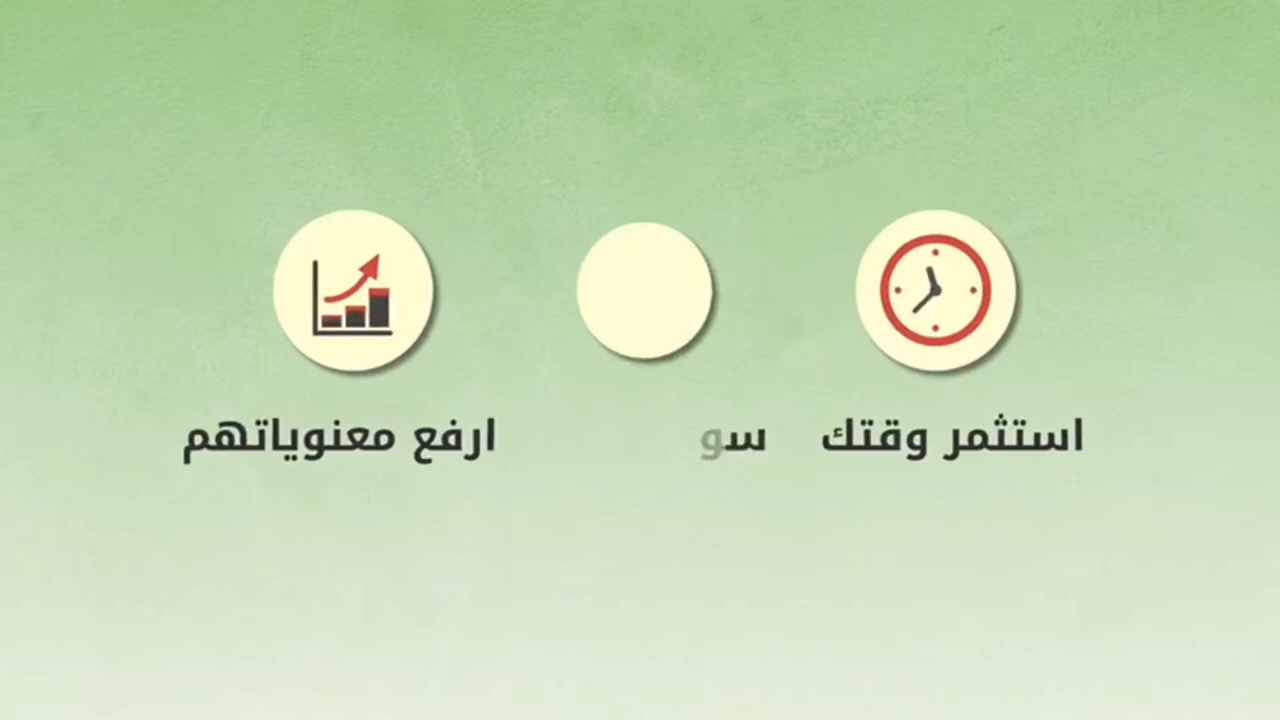 استثمر وقتك
سو
ارفع معنوياتهم